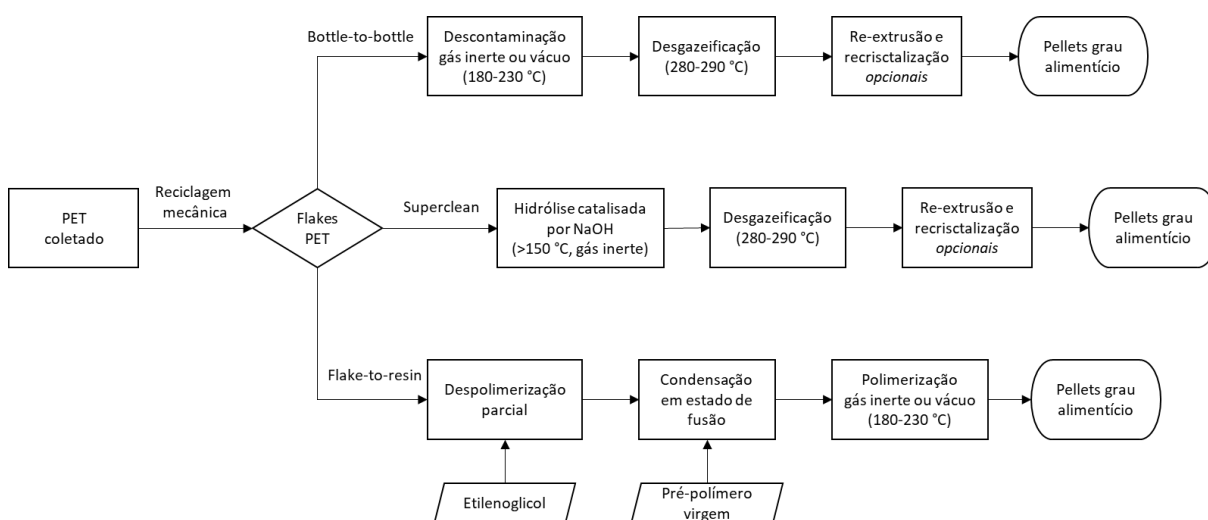 Bottle-to-bottle
Descontaminação
gás inerte ou vácuo
(180-230 °C)
Desgazeificação
(280-290 °C)
Re-extrusão e
recrisctalização
opcionais
Pellets grau
alimentício
PET
coletado
Reciclagem
mecânica
Flakes
PET
Superclean
Hidrólise catalisada
por NaOH
(>150 °C, gás inerte)
Desgazeificação
(280-290 °C)
Re-extrusão e
recrisctalização
opcionais
Pellets grau
alimentício
Flake-to-resin
Despolimerização
parcial
Condensação
em estado de
fusão
Polimerização
gás inerte ou vácuo
(180-230 °C)
Pellets grau
alimentício
Etilenoglicol
Pré-polímero
virgem